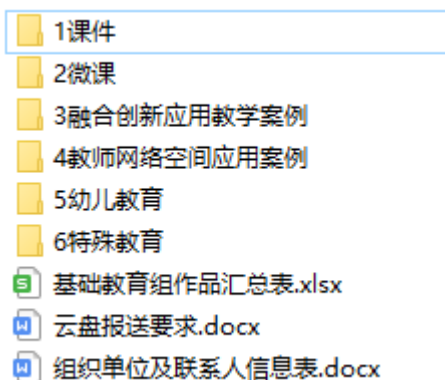 1课件
2微课
3融合创新应用教学案例
4教师网络空间应用案例
5幼儿教育
6特殊教育
基础教育组作品汇总表.xlsx
云盘报送要求.docx
组织单位及联系人信息表.docx